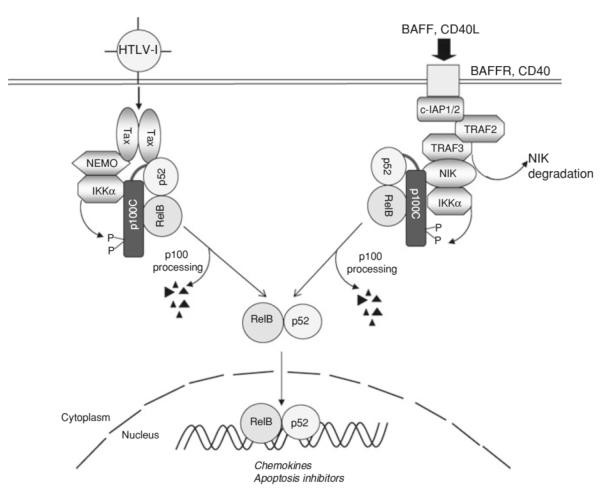 BAFF, CD40L
HTLV-I
BAFFR, CD40
c-IAP1/2
TRAF2
Tax
Tax
TRAF3
NEMO
p52
p52
NIK
NIK
degradation
IKKα
p100C
RelB
RelB
p100C
IKKα
P
P
P
P
p100
processing
p100
processing
RelB
p52
Cytoplasm
Nucleus
RelB
p52
Chemokines
Apoptosis inhibitors